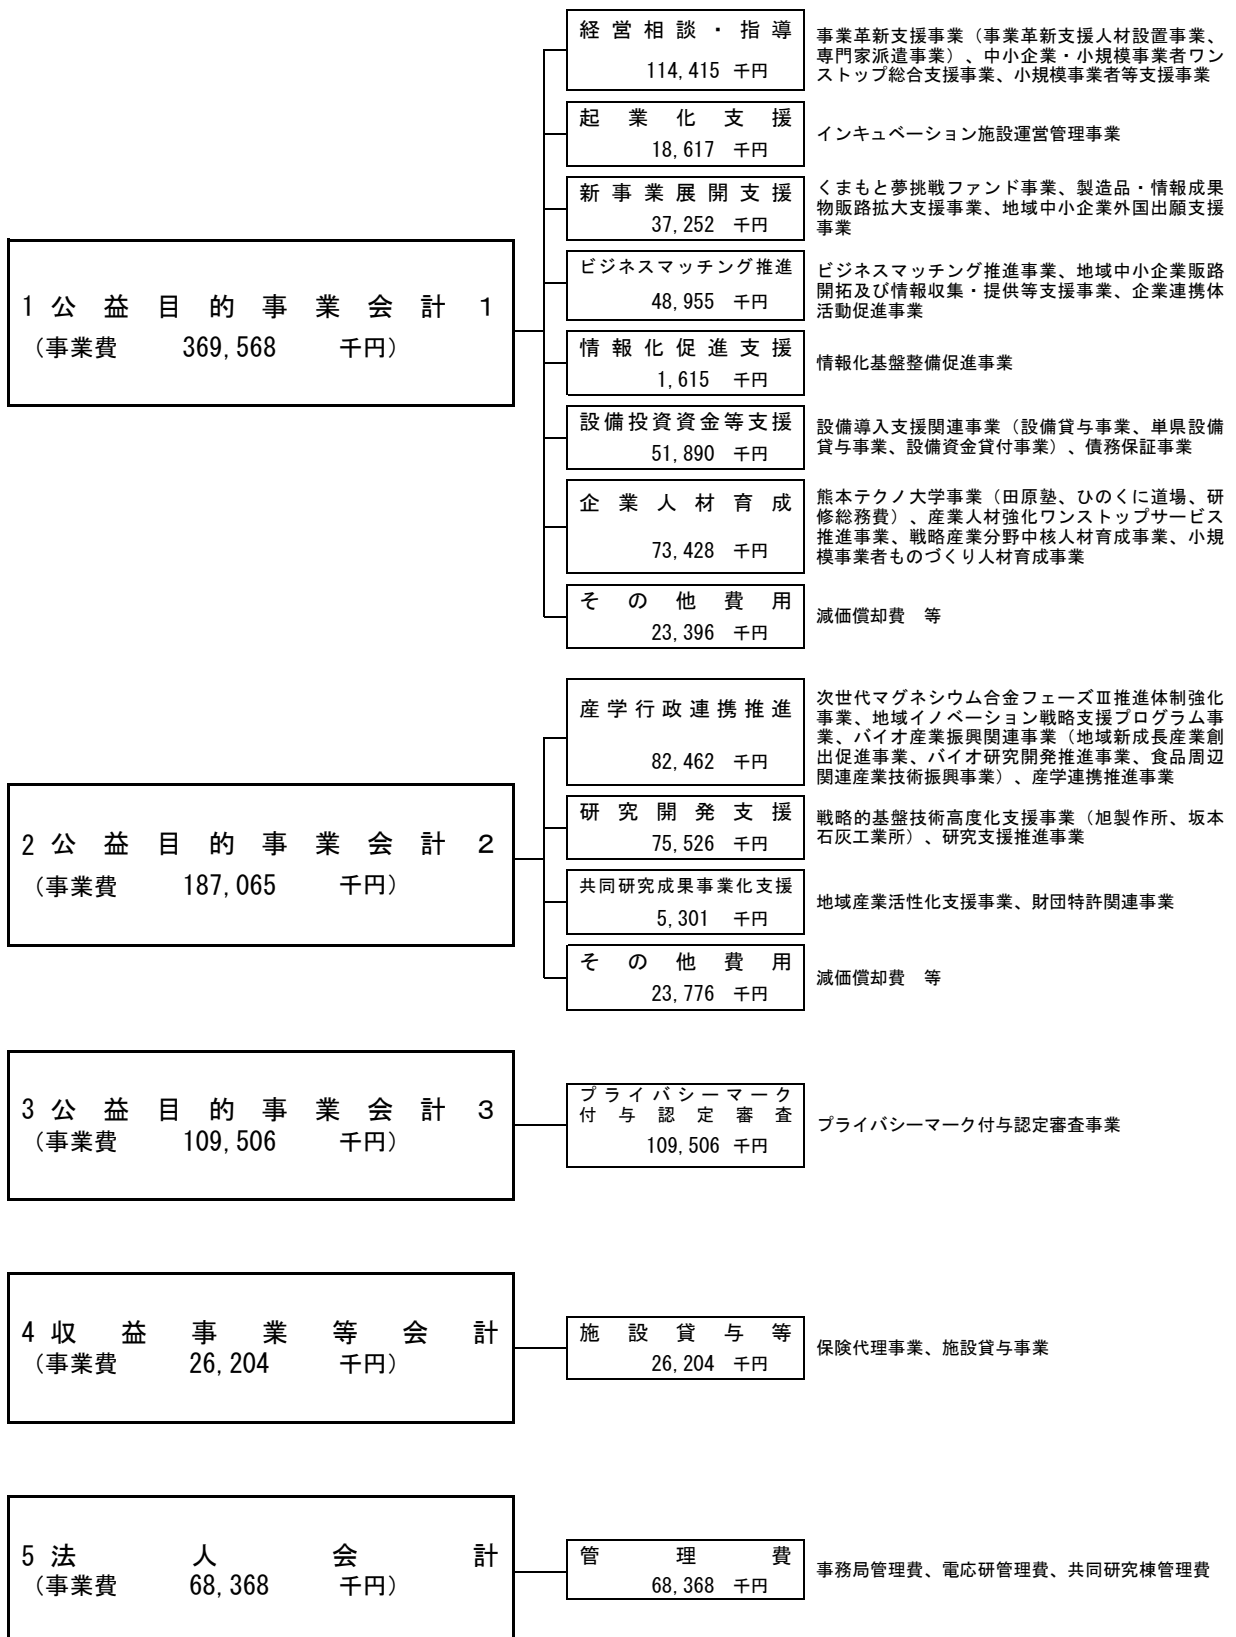 1 公益目的事業会計１
（事業費 369,568 千円）
経営相談・指導
114,415 千円
事業革新支援事業（事業革新支援人材設置事業、
専門家派遣事業）、中小企業・小規模事業者ワン
ストップ総合支援事業、小規模事業者等支援事業
起業化支援
18,617 千円
インキュベーション施設運営管理事業
新事業展開支援
37,252 千円
くまもと夢挑戦ファンド事業、製造品・情報成果
物販路拡大支援事業、地域中小企業外国出願支援
事業
ビジネスマッチング推進
48,955 千円
ビジネスマッチング推進事業、地域中小企業販路
開拓及び情報収集・提供等支援事業、企業連携体
活動促進事業
情報化促進支援
1,615 千円
情報化基盤整備促進事業
設備投資資金等支援
51,890 千円
設備導入支援関連事業（設備貸与事業、単県設備
貸与事業、設備資金貸付事業）、債務保証事業
企業人材育成
73,428 千円
熊本テクノ大学事業（田原塾、ひのくに道場、研
修総務費）、産業人材強化ワンストップサービス
推進事業、戦略産業分野中核人材育成事業、小規
模事業者ものづくり人材育成事業
その他費用
23,396 千円
減価償却費 等
2 公益目的事業会計２
（事業費 187,065 千円）
産学行政連携推進
82,462 千円
次世代マグネシウム合金フェーズⅢ推進体制強化
事業、地域イノベーション戦略支援プログラム事
業、バイオ産業振興関連事業（地域新成長産業創
出促進事業、バイオ研究開発推進事業、食品周辺
関連産業技術振興事業）、産学連携推進事業
研究開発支援
75,526 千円
戦略的基盤技術高度化支援事業（旭製作所、坂本
石灰工業所）、研究支援推進事業
共同研究成果事業化支援
5,301 千円
地域産業活性化支援事業、財団特許関連事業
その他費用
23,776 千円
減価償却費 等
3 公益目的事業会計３
（事業費 109,506 千円）
プライバシーマーク
付与認定審査
109,506 千円
プライバシーマーク付与認定審査事業
4 収益事業等会計
（事業費 26,204 千円）
施設貸与等
26,204 千円
保険代理事業、施設貸与事業
5 法人会計
（事業費 68,368 千円）
管理費
68,368 千円
事務局管理費、電応研管理費、共同研究棟管理費